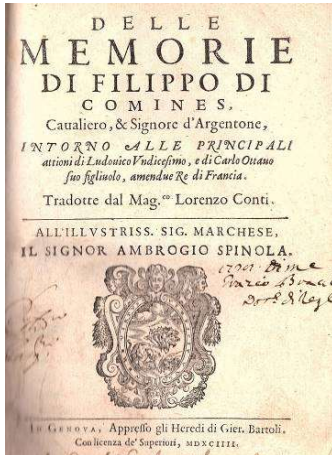 DELLE
MEMORIE
DI FILIPPO DI
COMINES,
Caualiero, & Signore d'Argentone,
INTORNO ALLE PRINCIPALI
attioni di Ludouico Vndicesimo, e di Carlo Ottauo
suo figliuolo, amendue Re di Francia.
Tradotte dal Mag.co Lorenzo Conti.
ALL'ILLVSTRISS. SIG. MARCHESE,
IL SIGNOR AMBROGIO SPINOLA.
IN GENOVA, Appresso gli Heredi di Gier. Bartoli.
Con licenza de' Superiori, MDXCIIII.